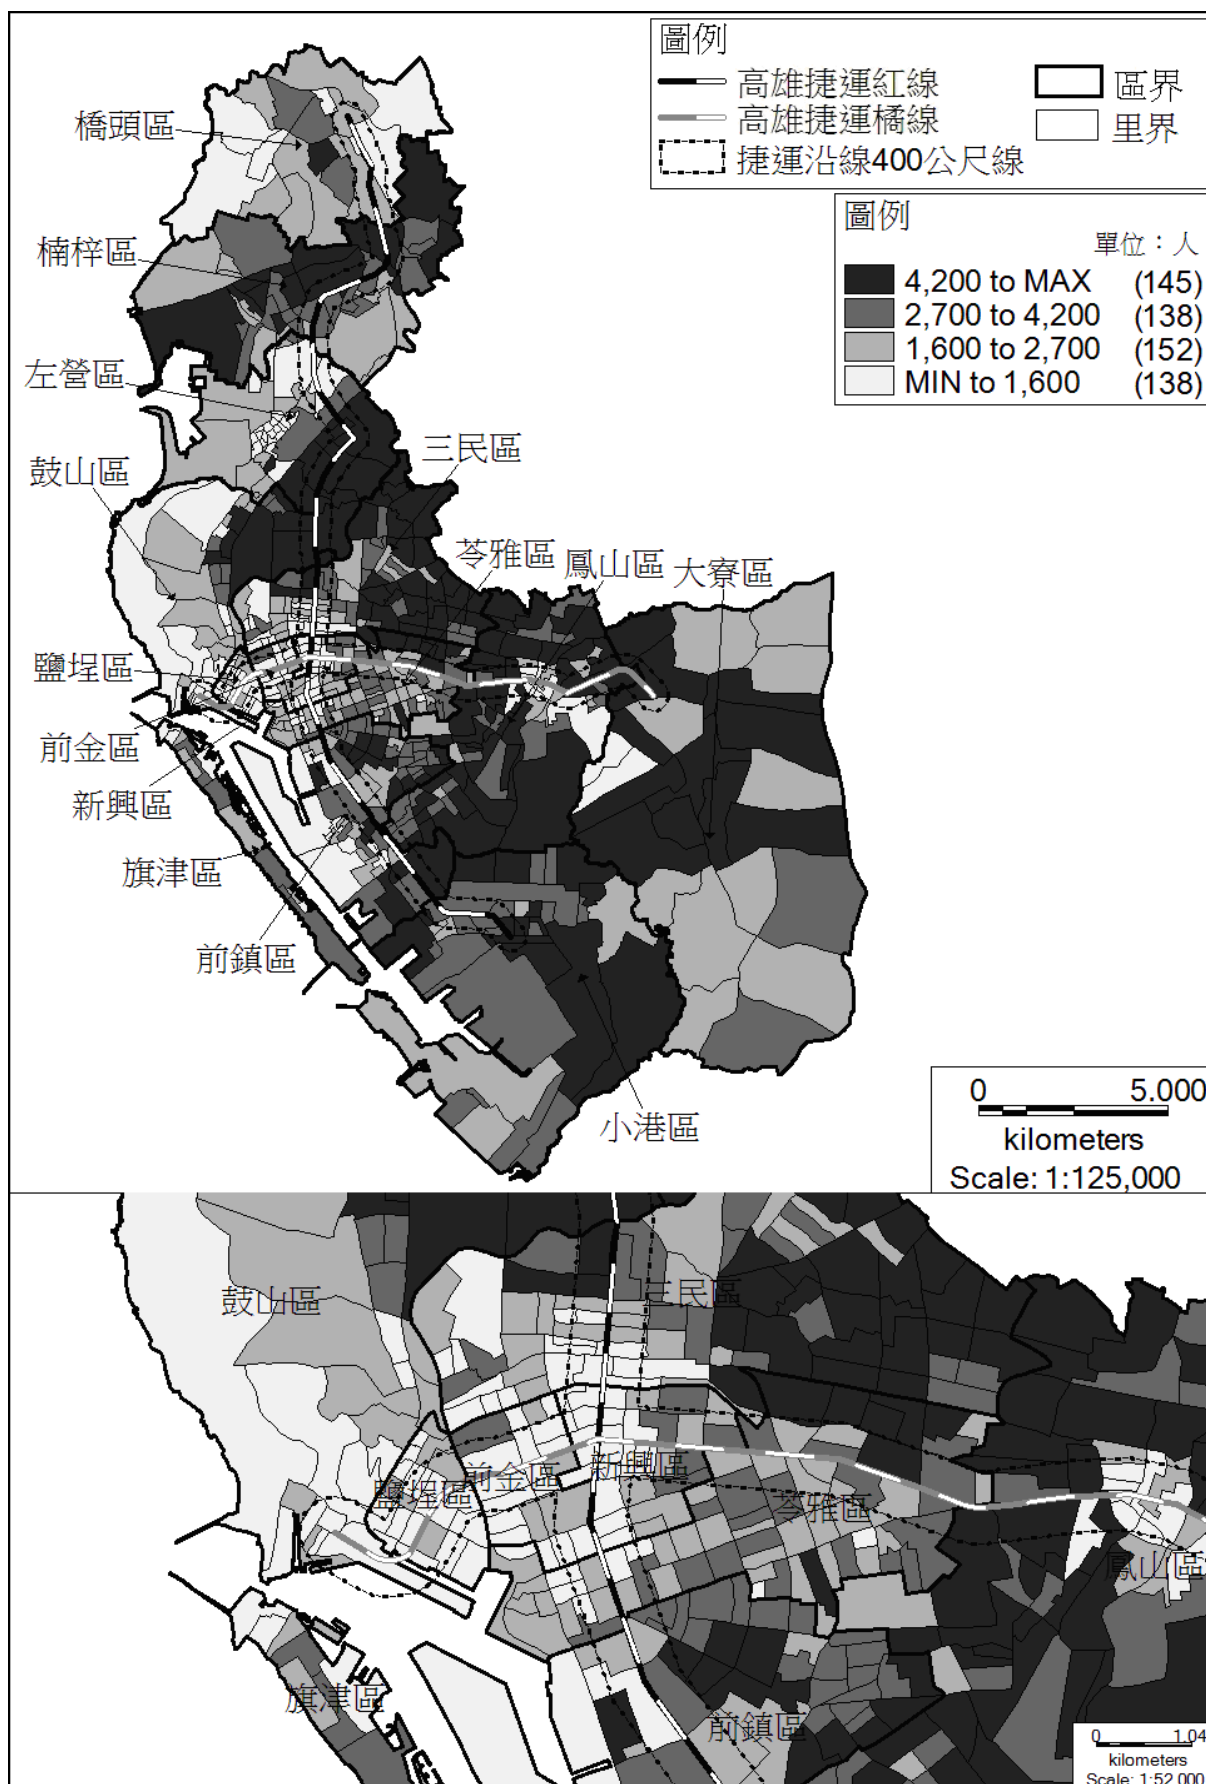 圖例
高雄捷運紅線
高雄捷運橘線
捷運沿線400公尺線
區界
里界
圖例
單位：人
4,200 to MAX (145)
2,700 to 4,200 (138)
1,600 to 2,700 (152)
MIN to 1,600 (138)
橋頭區
楠梓區
左營區
鼓山區
三民區
苓雅區
鳳山區
大寮區
鹽埕區
前金區
新興區
旗津區
前鎮區
小港區
0 5.000
kilometers
Scale: 1:125,000
鼓山區
三民區
鹽埕區
前金區
新興區
苓雅區
鳳山區
旗津區
前鎮區
0 1.04
kilometers
Scale: 1:52,000